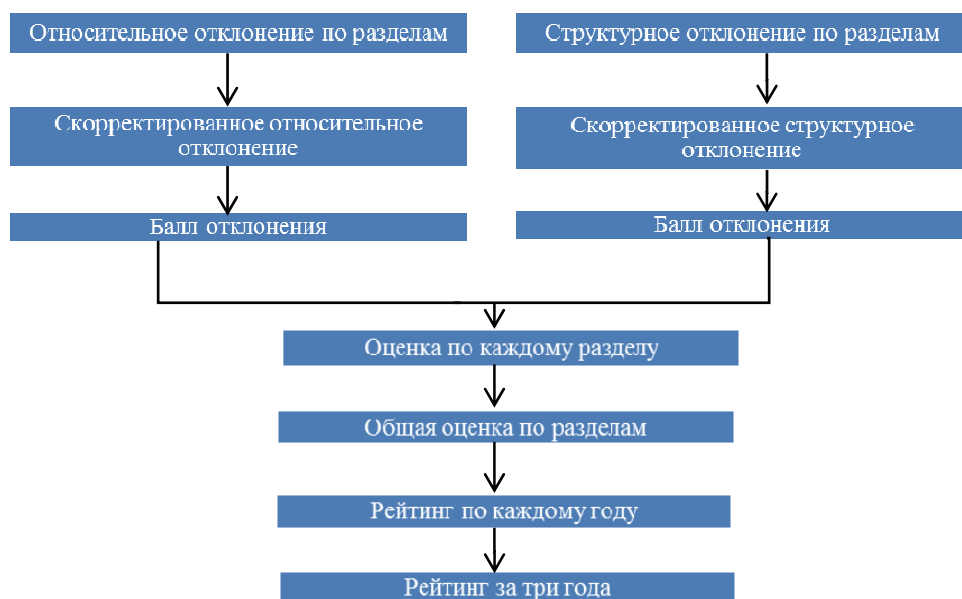 Относительное отклонение по разделам
Структурное отклонение по разделам
Скорректированное относительное
отклонение
Скорректированное структурное
отклонение
Балл отклонения
Балл отклонения
Оценка по каждому разделу
Общая оценка по разделам
Рейтинг по каждому году
Рейтинг за три года